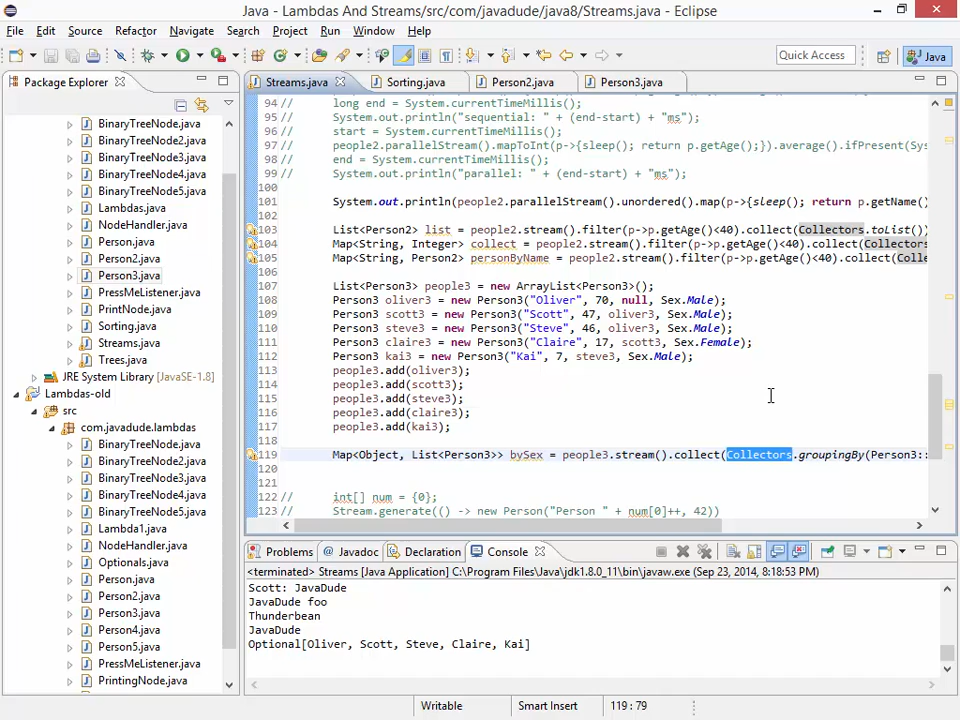 Java - Lambdas And Streams/src/com/javadude/java8/Streams.java - Eclipse
File Edit Source Refactor Navigate Search Project Run Window Help
Quick Access Java
Package Explorer
BinaryTreeNode.java
BinaryTreeNode2.java
BinaryTreeNode3.java
BinaryTreeNode4.java
BinaryTreeNode5.java
Lambdas.java
NodeHandler.java
Person.java
Person2.java
Person3.java
PressMeListener.java
PrintNode.java
Sorting.java
Streams.java
Trees.java
JRE System Library [JavaSE-1.8]
Lambdas-old
src
com.javadude.lambdas
BinaryTreeNode.java
BinaryTreeNode2.java
BinaryTreeNode3.java
BinaryTreeNode4.java
BinaryTreeNode5.java
Lambda1.java
NodeHandler.java
Optionals.java
Person.java
Person2.java
Person3.java
Person4.java
Person5.java
PressMeListener.java
PrintingNode.java
Streams.java Sorting.java Person2.java Person3.java
94 // long end = System.currentTimeMillis();
95 // System.out.println("sequential: " + (end-start) + "ms");
96 // start = System.currentTimeMillis();
97 // people2.parallelStream().mapToInt(p->{sleep(); return p.getAge();}).average().ifPresent(Sys
98 // end = System.currentTimeMillis();
99 // System.out.println("parallel: " + (end-start) + "ms");
100
101 System.out.println(people2.parallelStream().unordered().map(p->{sleep(); return p.getName()
102
103 List<Person2> list = people2.stream().filter(p->p.getAge()<40).collect(Collectors.toList())
104 Map<String, Integer> collect = people2.stream().filter(p->p.getAge()<40).collect(Collectors
105 Map<String, Person2> personByName = people2.stream().filter(p->p.getAge()<40).collect(Colle
106
107 List<Person3> people3 = new ArrayList<Person3>();
108 Person3 oliver3 = new Person3("Oliver", 70, null, Sex.Male);
109 Person3 scott3 = new Person3("Scott", 47, oliver3, Sex.Male);
110 Person3 steve3 = new Person3("Steve", 46, oliver3, Sex.Male);
111 Person3 claire3 = new Person3("Claire", 17, scott3, Sex.Female);
112 Person3 kai3 = new Person3("Kai", 7, steve3, Sex.Male);
113 people3.add(oliver3);
114 people3.add(scott3);
115 people3.add(steve3);
116 people3.add(claire3);
117 people3.add(kai3);
118
119 Map<Object, List<Person3>> bySex = people3.stream().collect(Collectors.groupingBy(Person3::
120
121
122 // int[] num = {0};
123 // Stream.generate(() -> new Person("Person " + num[0]++, 42))
Problems Javadoc Declaration Console
<terminated> Streams [Java Application] C:\Program Files\Java\jdk1.8.0_11\bin\javaw.exe (Sep 23, 2014, 8:18:53 PM)
Scott: JavaDude
JavaDude foo
Thunderbean
JavaDude
Optional[Oliver, Scott, Steve, Claire, Kai]
Writable Smart Insert 119 : 79